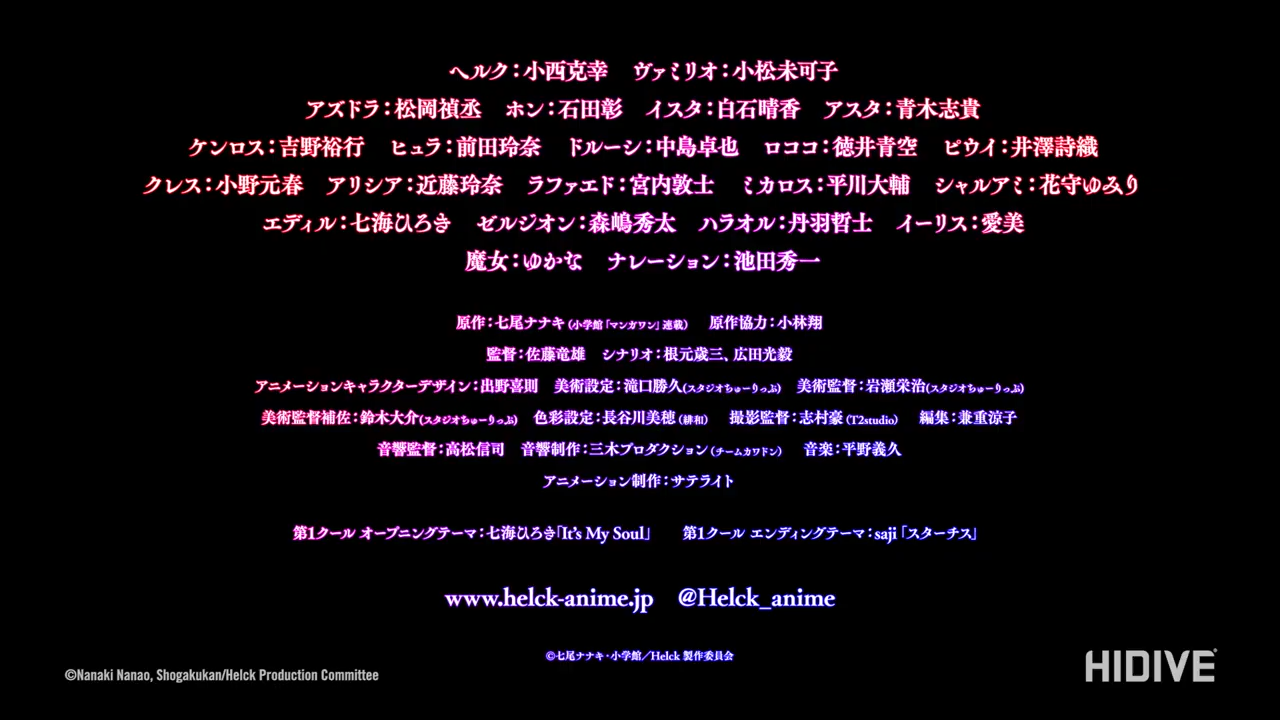 ヘルク：小西克幸　ヴァミリオ：小松未可子
アズドラ：松岡禎丞　ホン：石田彰　イスタ：白石晴香　アスタ：青木志貴
ケンロス：吉野裕行　ヒュラ：前田玲奈　ドルーシ：中島卓也　ロココ：徳井青空　ピウイ：井澤詩織
クレス：小野元春　アリシア：近藤玲奈　ラファエド：宮内敦士　ミカロス：平川大輔　シャルアミ：花守ゆみり
エディル：七海ひろき　ゼルジオン：森嶋秀太　ハラオル：丹羽哲士　イーリス：愛美
魔女：ゆかな　ナレーション：池田秀一
原作：七尾ナナキ（小学館「マンガワン」連載）　原作協力：小林翔
監督：佐藤竜雄　シナリオ：根元歳三、広田光毅
アニメーションキャラクターデザイン：出野喜則　美術設定：滝口勝久(スタジオちゅーりっぷ)　美術監督：岩瀬栄治(スタジオちゅーりっぷ)
美術監督補佐：鈴木大介(スタジオちゅーりっぷ)　色彩設定：長谷川美穂（緋和）　撮影監督：志村豪（T2studio）　編集：兼重涼子
音響監督：高松信司　音響制作：三木プロダクション（チームカワドン）　音楽：平野義久
アニメーション制作：サテライト
第1クール オープニングテーマ：七海ひろき「It's My Soul」　第1クール エンディングテーマ：saji「スターチス」
www.helck-anime.jp　@Helck_anime
©七尾ナナキ・小学館／Helck 製作委員会
©Nanaki Nanao, Shogakukan/Helck Production Committee
HIDIVE